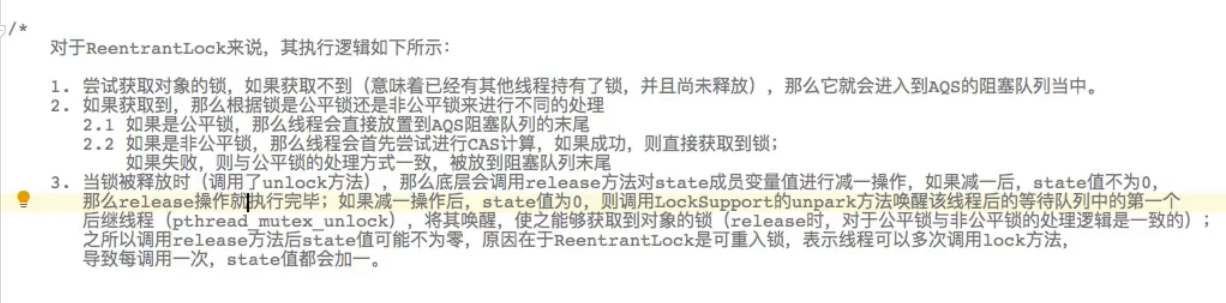 /*
对于ReentrantLock来说，其执行逻辑如下所示：
1. 尝试获取对象的锁，如果获取不到（意味着已经有其他线程持有了锁，并且尚未释放），那么它就会进入到AQS的阻塞队列当中。
2. 如果获取到，那么根据锁是公平锁还是非公平锁来进行不同的处理
2.1 如果是公平锁，那么线程会直接放置到AQS阻塞队列的末尾
2.2 如果是非公平锁，那么线程会首先尝试进行CAS计算，如果成功，则直接获取到锁；
如果失败，则与公平锁的处理方式一致，被放到阻塞队列末尾
3. 当锁被释放时（调用了unlock方法），那么底层会调用release方法对state成员变量值进行减一操作，如果减一后，state值不为0，
那么release操作就执行完毕；如果减一操作后，state值为0，则调用LockSupport的unpark方法唤醒该线程后的等待队列中的第一个
后继线程（pthread_mutex_unlock），将其唤醒，使之能够获取到对象的锁（release时，对于公平锁与非公平锁的处理逻辑是一致的）；
之所以调用release方法后state值可能不为零，原因在于ReentrantLock是可重入锁，表示线程可以多次调用lock方法，
导致每调用一次，state值都会加一。